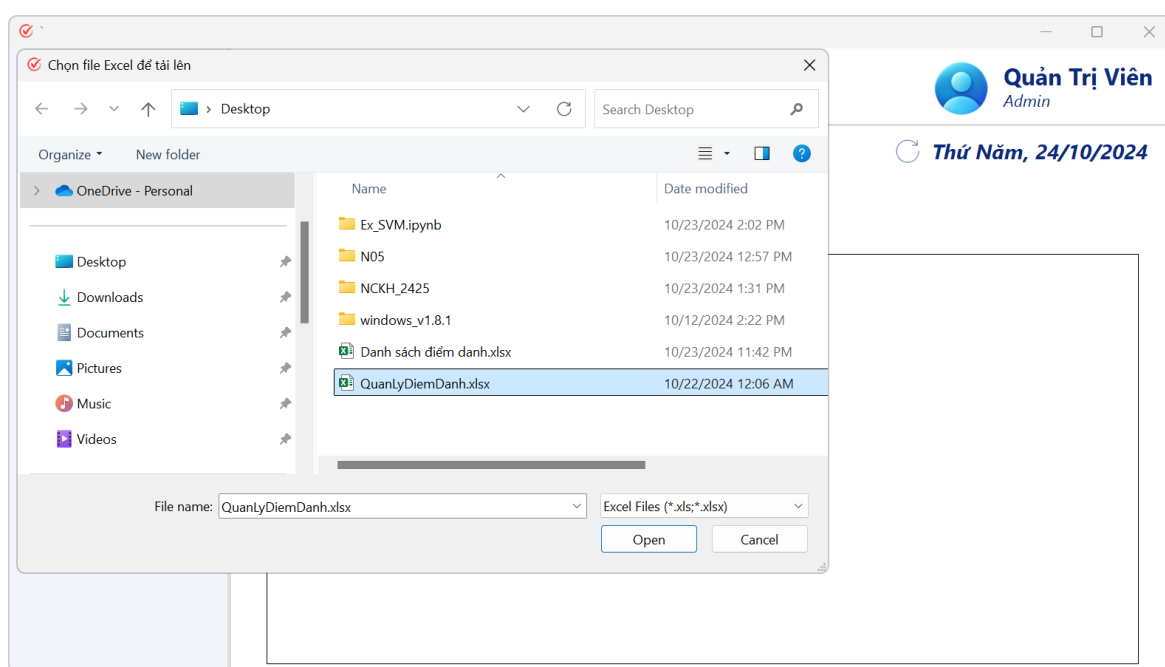 `
Chọn file Excel để tải lên
Quản Trị Viên
Admin
Desktop
Search Desktop
Organize
New folder
?
Thứ Năm, 24/10/2024
OneDrive - Personal
Desktop
Downloads
Documents
Pictures
Music
Videos
Name Date modified
Ex_SVM.ipynb 10/23/2024 2:02 PM
N05 10/23/2024 12:57 PM
NCKH_2425 10/23/2024 1:31 PM
windows_v1.8.1 10/12/2024 2:22 PM
Danh sách điểm danh.xlsx 10/23/2024 11:42 PM
QuanLyDiemDanh.xlsx 10/22/2024 12:06 AM
File name: QuanLyDiemDanh.xlsx
Excel Files (*.xls;*.xlsx)
Open
Cancel